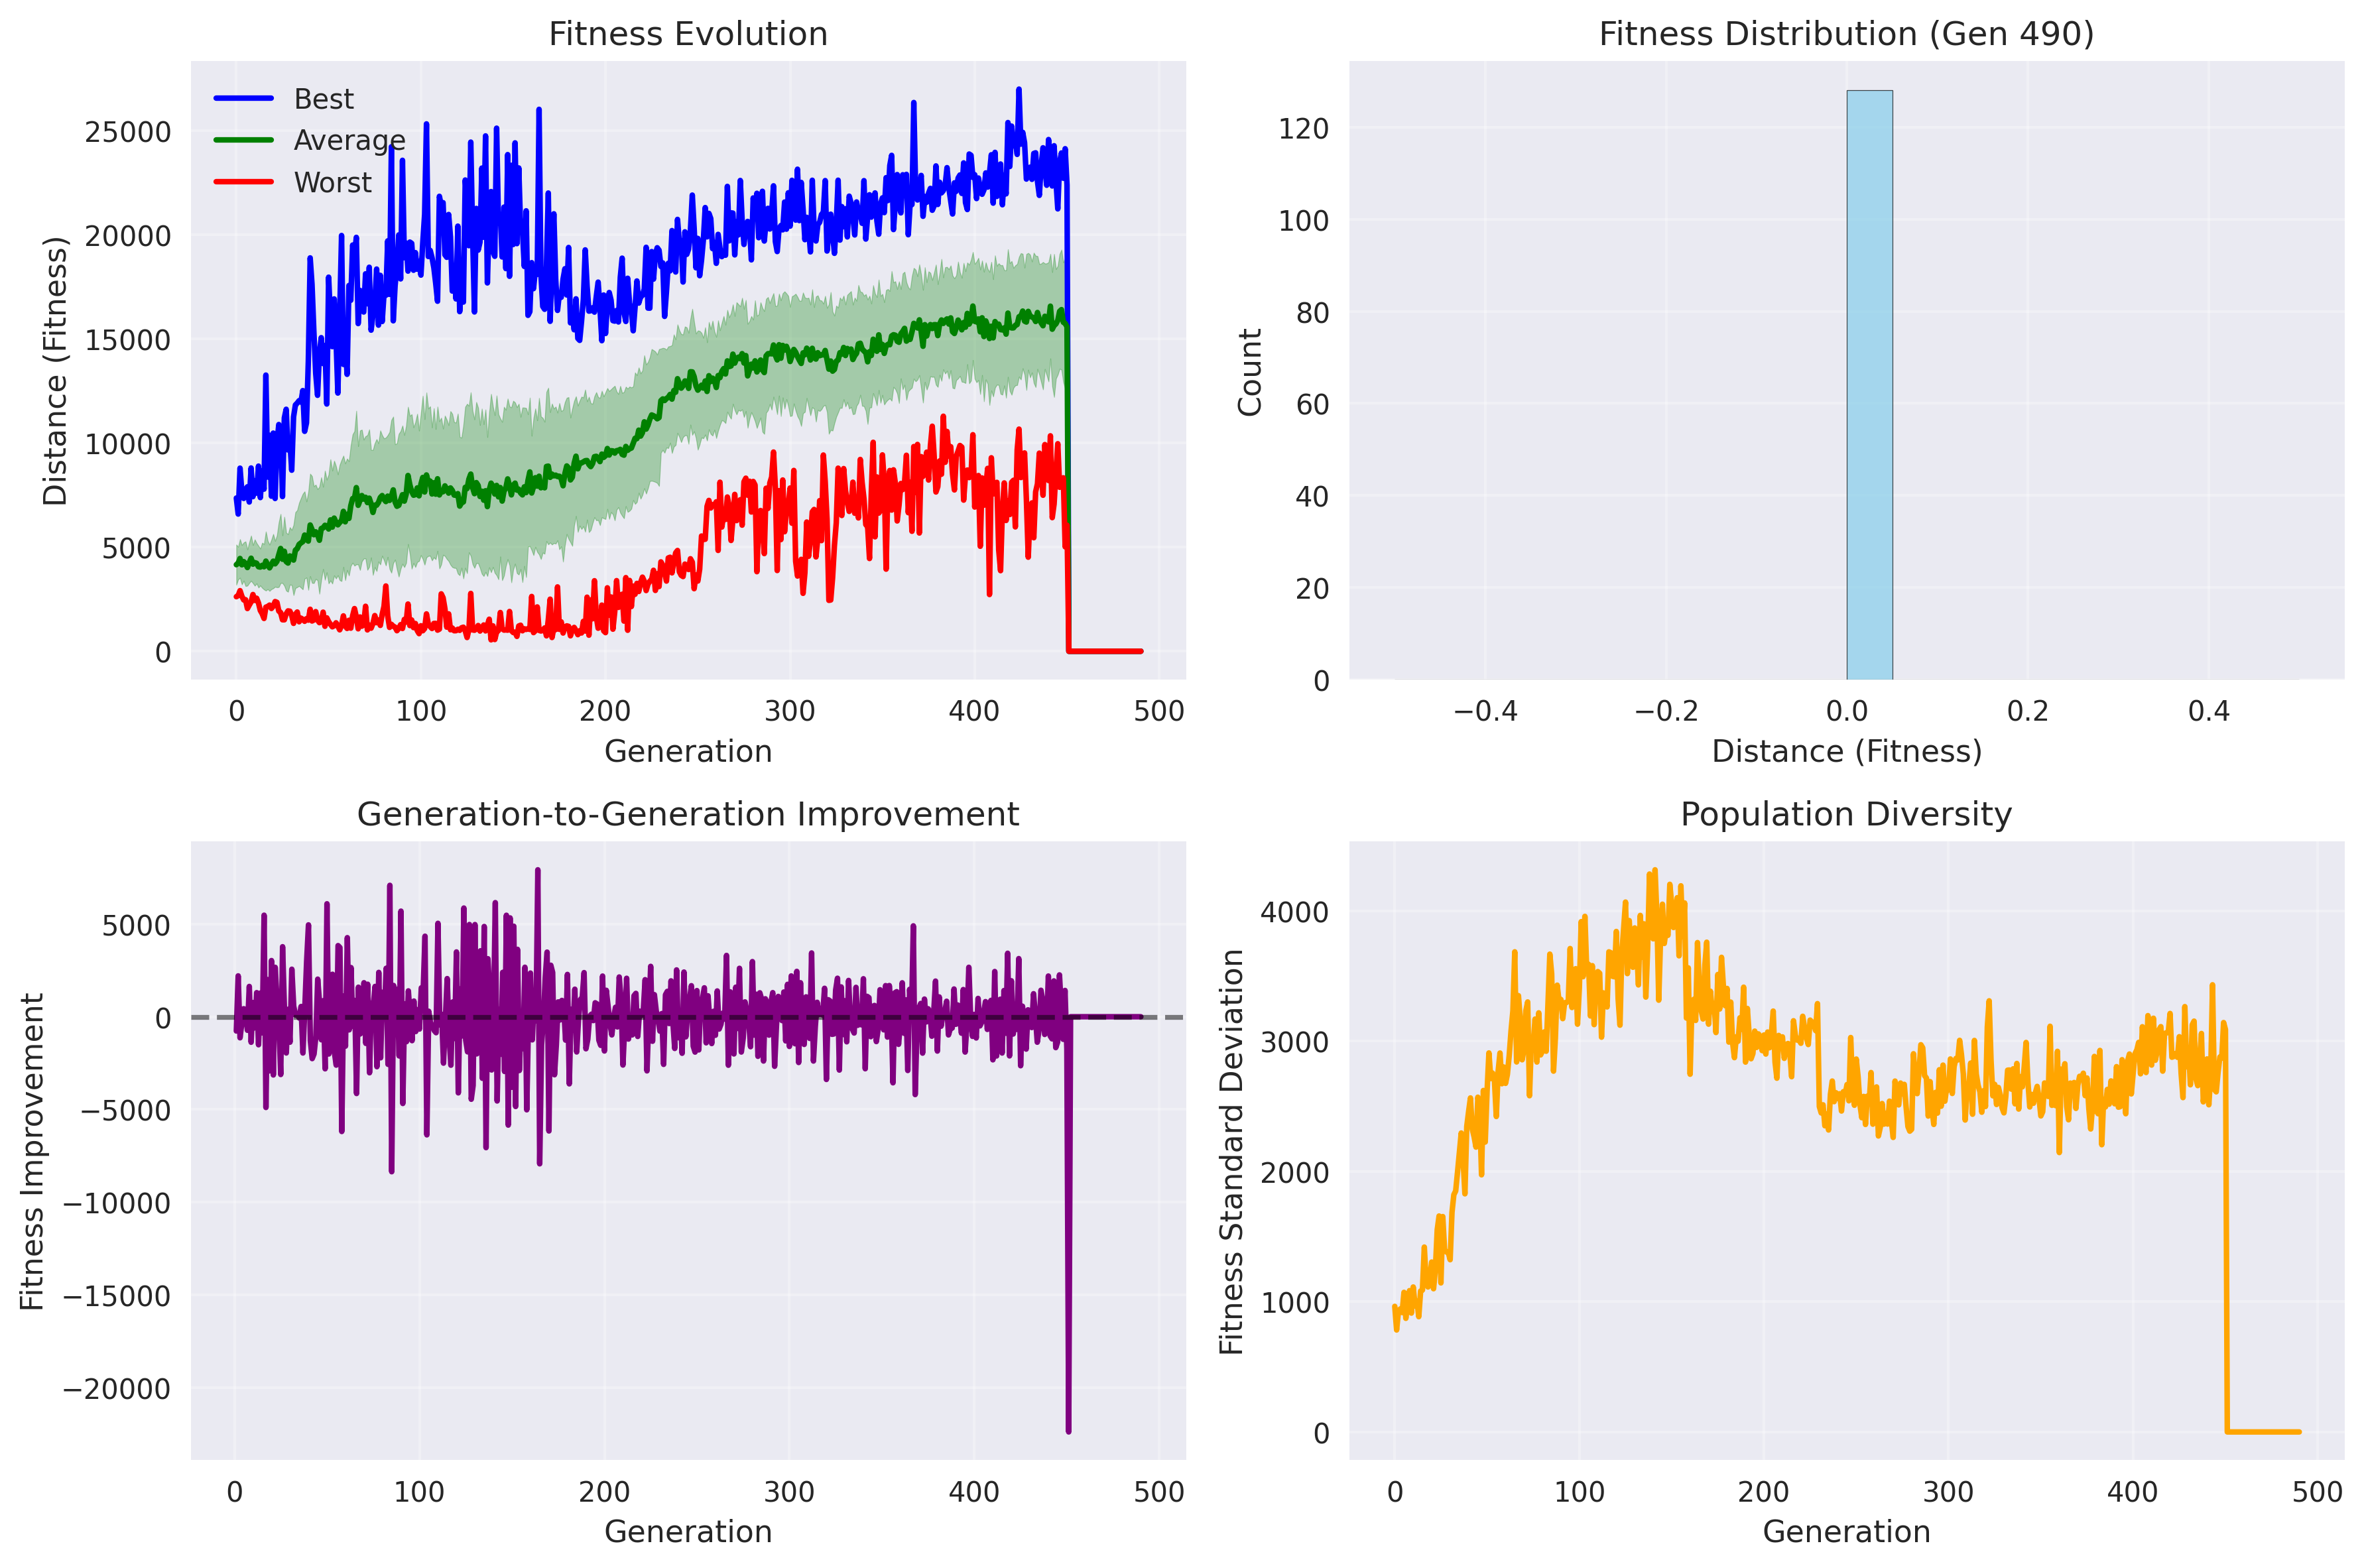 Fitness Evolution
Best
Average
Worst
25000
20000
15000
10000
5000
0
Distance (Fitness)
0 100 200 300 400 500
Generation
Fitness Distribution (Gen 490)
120
100
80
60
40
20
0
Count
−0.4 −0.2 0.0 0.2 0.4
Distance (Fitness)
Generation-to-Generation Improvement
5000
0
−5000
−10000
−15000
−20000
Fitness Improvement
0 100 200 300 400 500
Generation
Population Diversity
4000
3000
2000
1000
0
Fitness Standard Deviation
0 100 200 300 400 500
Generation